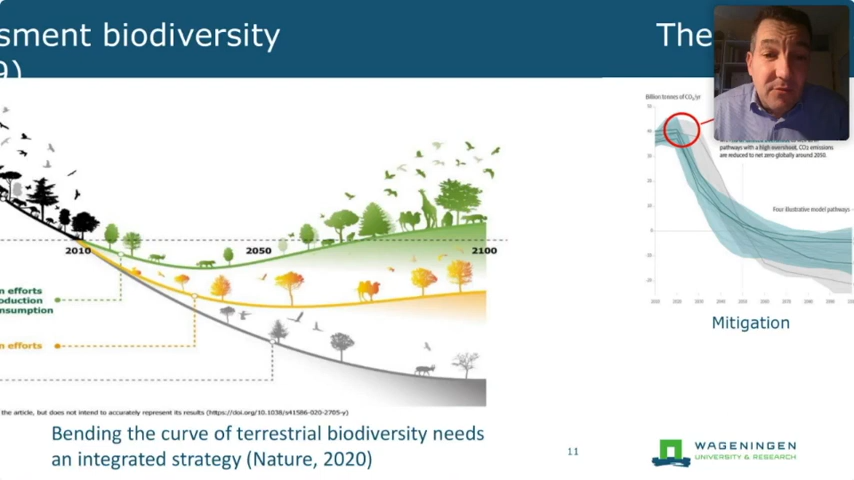 sment biodiversity
9)
The
Billion tonnes of CO₂/yr
pathways with a high overshoot, CO2 emissions
are reduced to net zero globally around 2050.
Four illustrative model pathways
2010
2050
2100
n efforts
oduction
nsumption
n efforts
the article, but does not intend to accurately represent its results (https://doi.org/10.1038/s41586-020-2705-y)
Bending the curve of terrestrial biodiversity needs
an integrated strategy (Nature, 2020)
Mitigation
11
WAGENINGEN
UNIVERSITY & RESEARCH